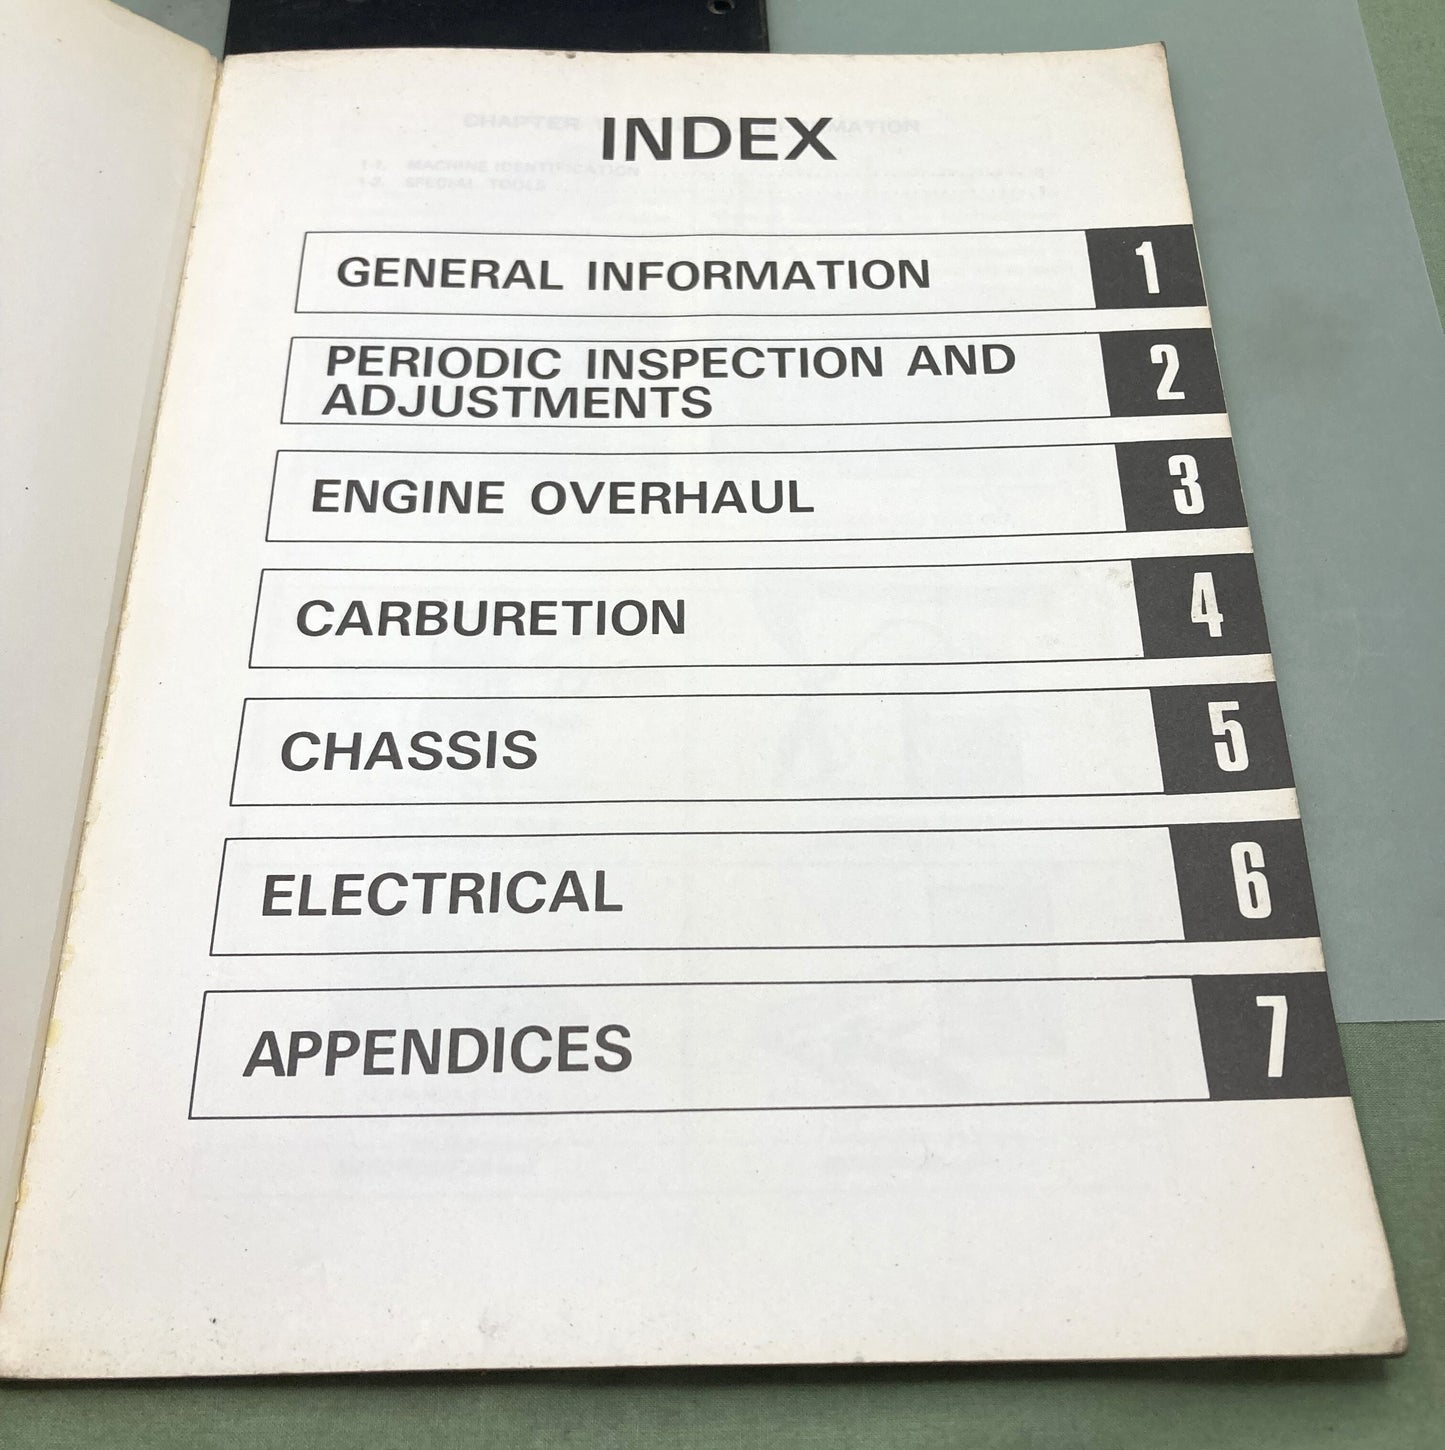 INDEX
GENERAL INFORMATION 1
PERIODIC INSPECTION AND
ADJUSTMENTS 2
ENGINE OVERHAUL 3
CARBURETION 4
CHASSIS 5
ELECTRICAL 6
APPENDICES 7